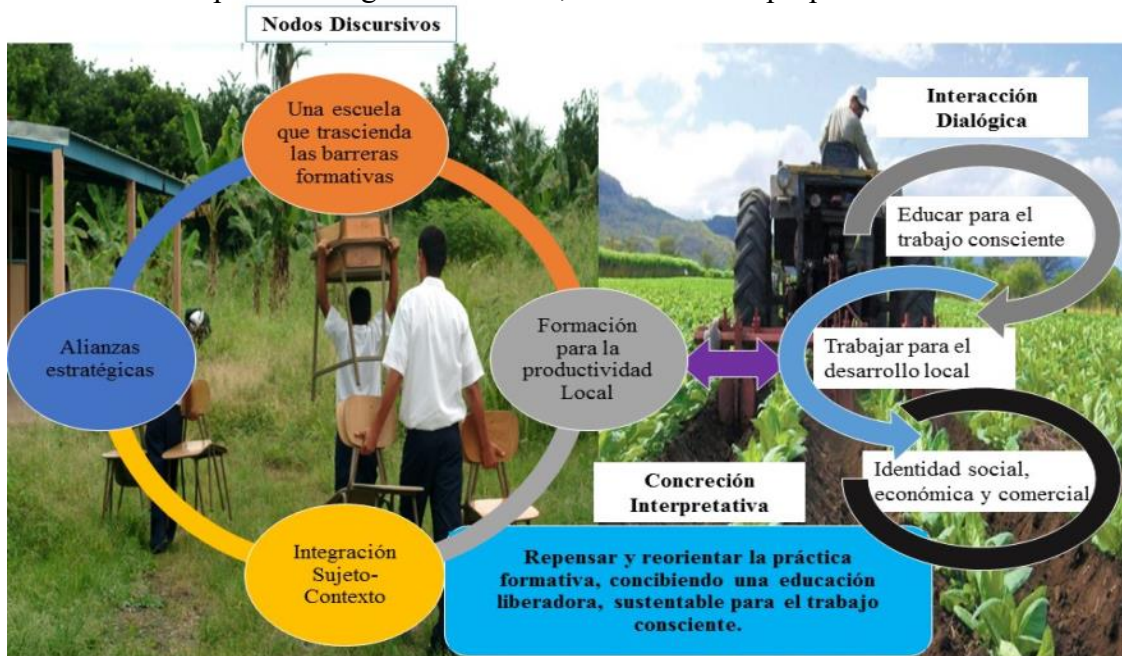 Nodos Discursivos
Una escuela
que trascienda
las barreras
formativas
Alianzas
estratégicas
Formación
para la
productividad
Local
Integración
Sujeto-
Contexto
Interacción
Dialógica
Educar para el
trabajo consciente
Trabajar para el
desarrollo local
Identidad social,
económica y comercial
Concreción
Interpretativa
Repensar y reorientar la práctica
formativa, concibiendo una educación
liberadora, sustentable para el trabajo
consciente.